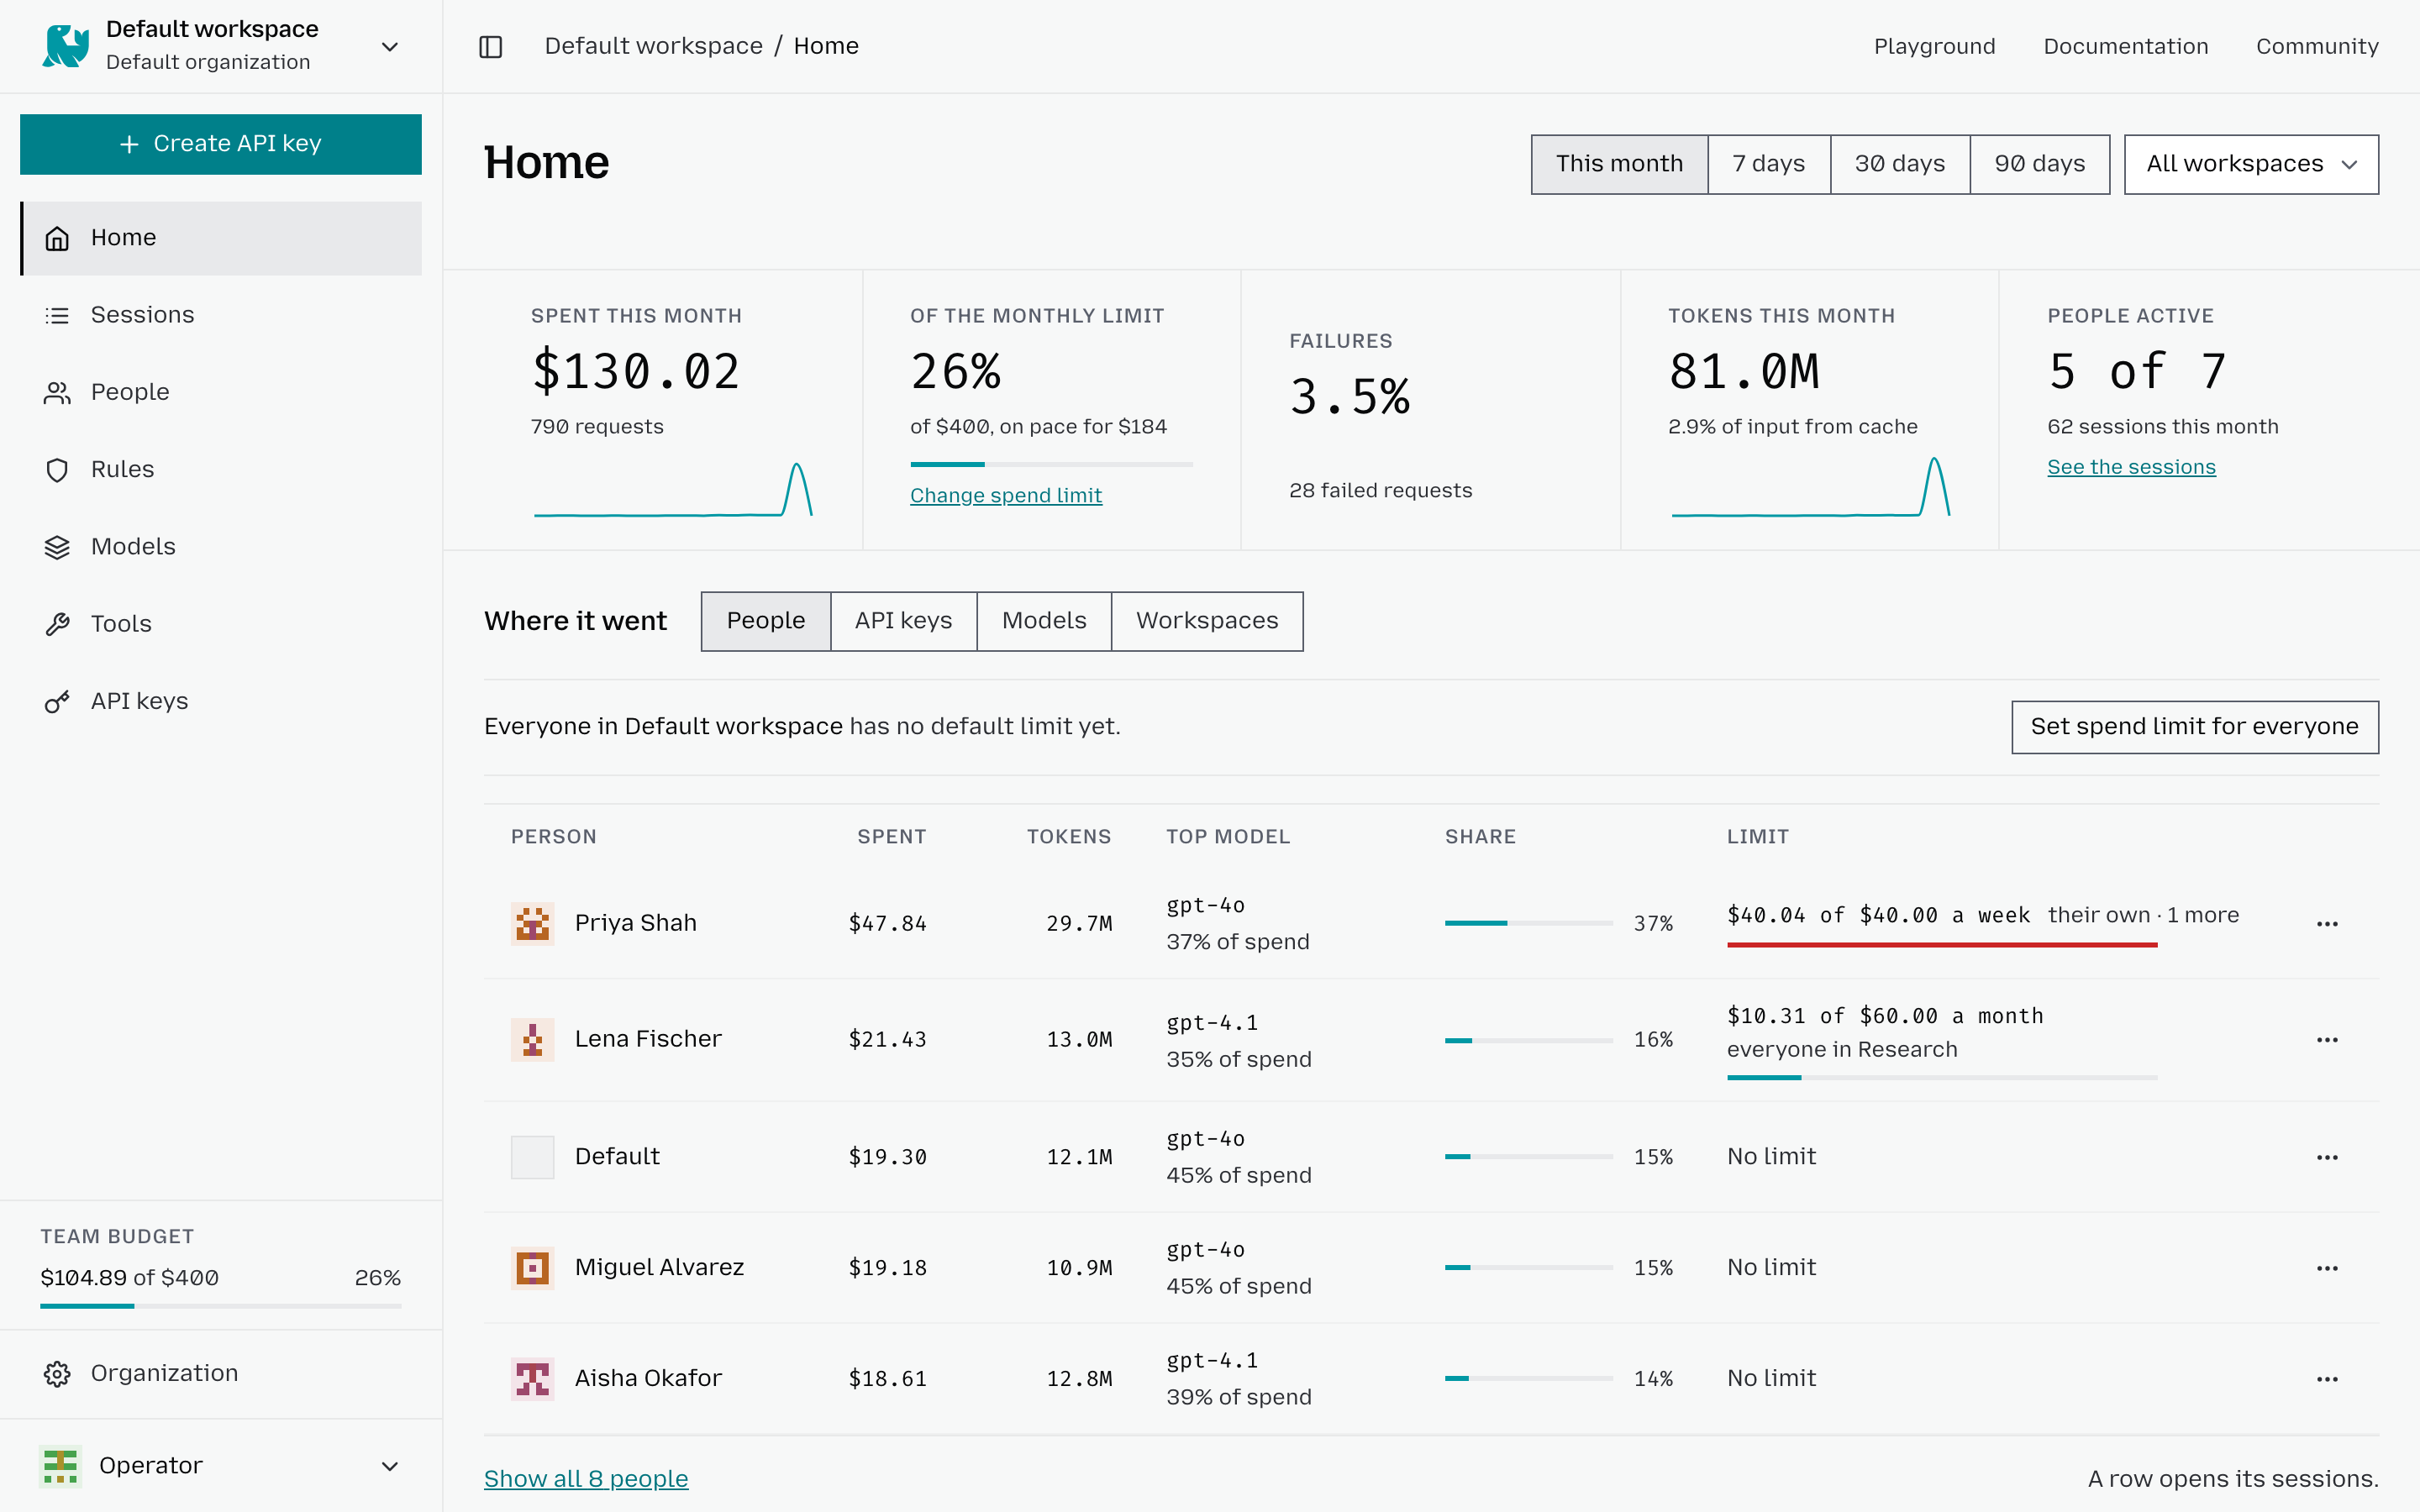 Default workspace
Default organization
Default workspace / Home
Playground
Documentation
Community
Create API key
Home
Sessions
People
Rules
Models
Tools
API keys
TEAM BUDGET
$104.89 of $400
26%
Organization
Operator
Home
This month
7 days
30 days
90 days
All workspaces
SPENT THIS MONTH
$130.02
790 requests
OF THE MONTHLY LIMIT
26%
of $400, on pace for $184
Change spend limit
FAILURES
3.5%
28 failed requests
TOKENS THIS MONTH
81.0M
2.9% of input from cache
PEOPLE ACTIVE
5 of 7
62 sessions this month
See the sessions
Where it went
People
API keys
Models
Workspaces
Everyone in Default workspace has no default limit yet.
Set spend limit for everyone
PERSON
SPENT
TOKENS
TOP MODEL
SHARE
LIMIT
Priya Shah
$47.84
29.7M
gpt-4o
37% of spend
37%
$40.04 of $40.00 a week their own · 1 more
Lena Fischer
$21.43
13.0M
gpt-4.1
35% of spend
16%
$10.31 of $60.00 a month
everyone in Research
Default
$19.30
12.1M
gpt-4o
45% of spend
15%
No limit
Miguel Alvarez
$19.18
10.9M
gpt-4o
45% of spend
15%
No limit
Aisha Okafor
$18.61
12.8M
gpt-4.1
39% of spend
14%
No limit
Show all 8 people
A row opens its sessions.